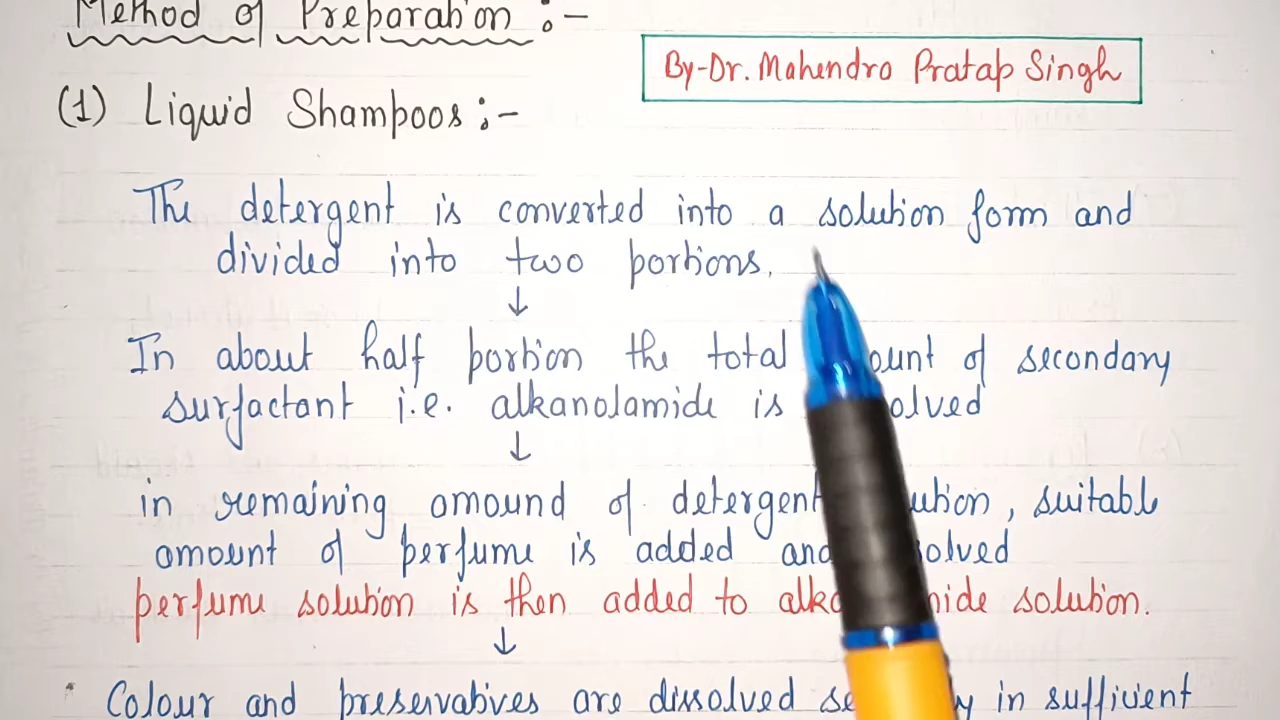 Method of Preparation :-
By-Dr. Mahendra Pratap Singh
(1) Liquid Shampoos :-
The detergent is converted into a solution form and
divided into two portions.
↓
In about half portion the total of secondary
surfactant i.e. alkanolamide is
↓
in remaining amound of detergent , suitable
amount of perfume is added and
perfume solution is then added to solution.
↓
Colour and preservatives are dissolved in sufficient